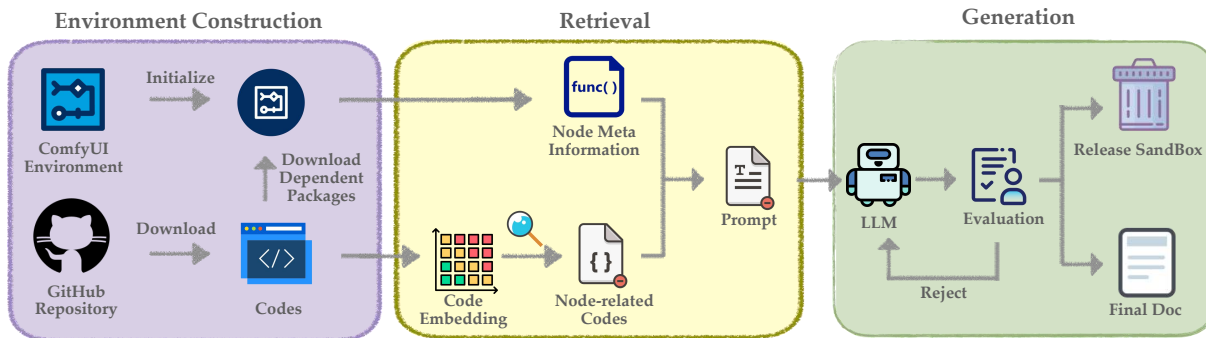 Environment Construction
Retrieval
Generation
Initialize
ComfyUI
Environment
Download
Dependent
Packages
Download
GitHub
Repository
</>
Codes
func( )
Node Meta
Information
Code
Embedding
{ }
Node-related
Codes
T
Prompt
LLM
Evaluation
Reject
Release SandBox
Final Doc